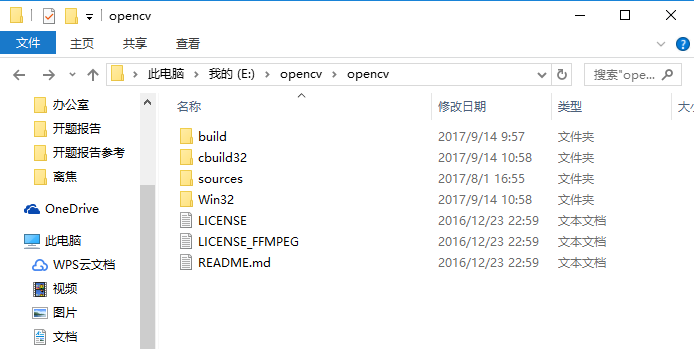 opencv
文件 主页 共享 查看
此电脑 我的 (E:) opencv opencv 搜索"ope...
名称 修改日期 类型 大小
办公室
开题报告
开题报告参考
离焦
OneDrive
此电脑
WPS云文档
视频
图片
文档
build 2017/9/14 9:57 文件夹
cbuild32 2017/9/14 10:58 文件夹
sources 2017/8/1 16:55 文件夹
Win32 2017/9/14 10:58 文件夹
LICENSE 2016/12/23 22:59 文本文档
LICENSE_FFMPEG 2016/12/23 22:59 文本文档
README.md 2016/12/23 22:59 文本文档